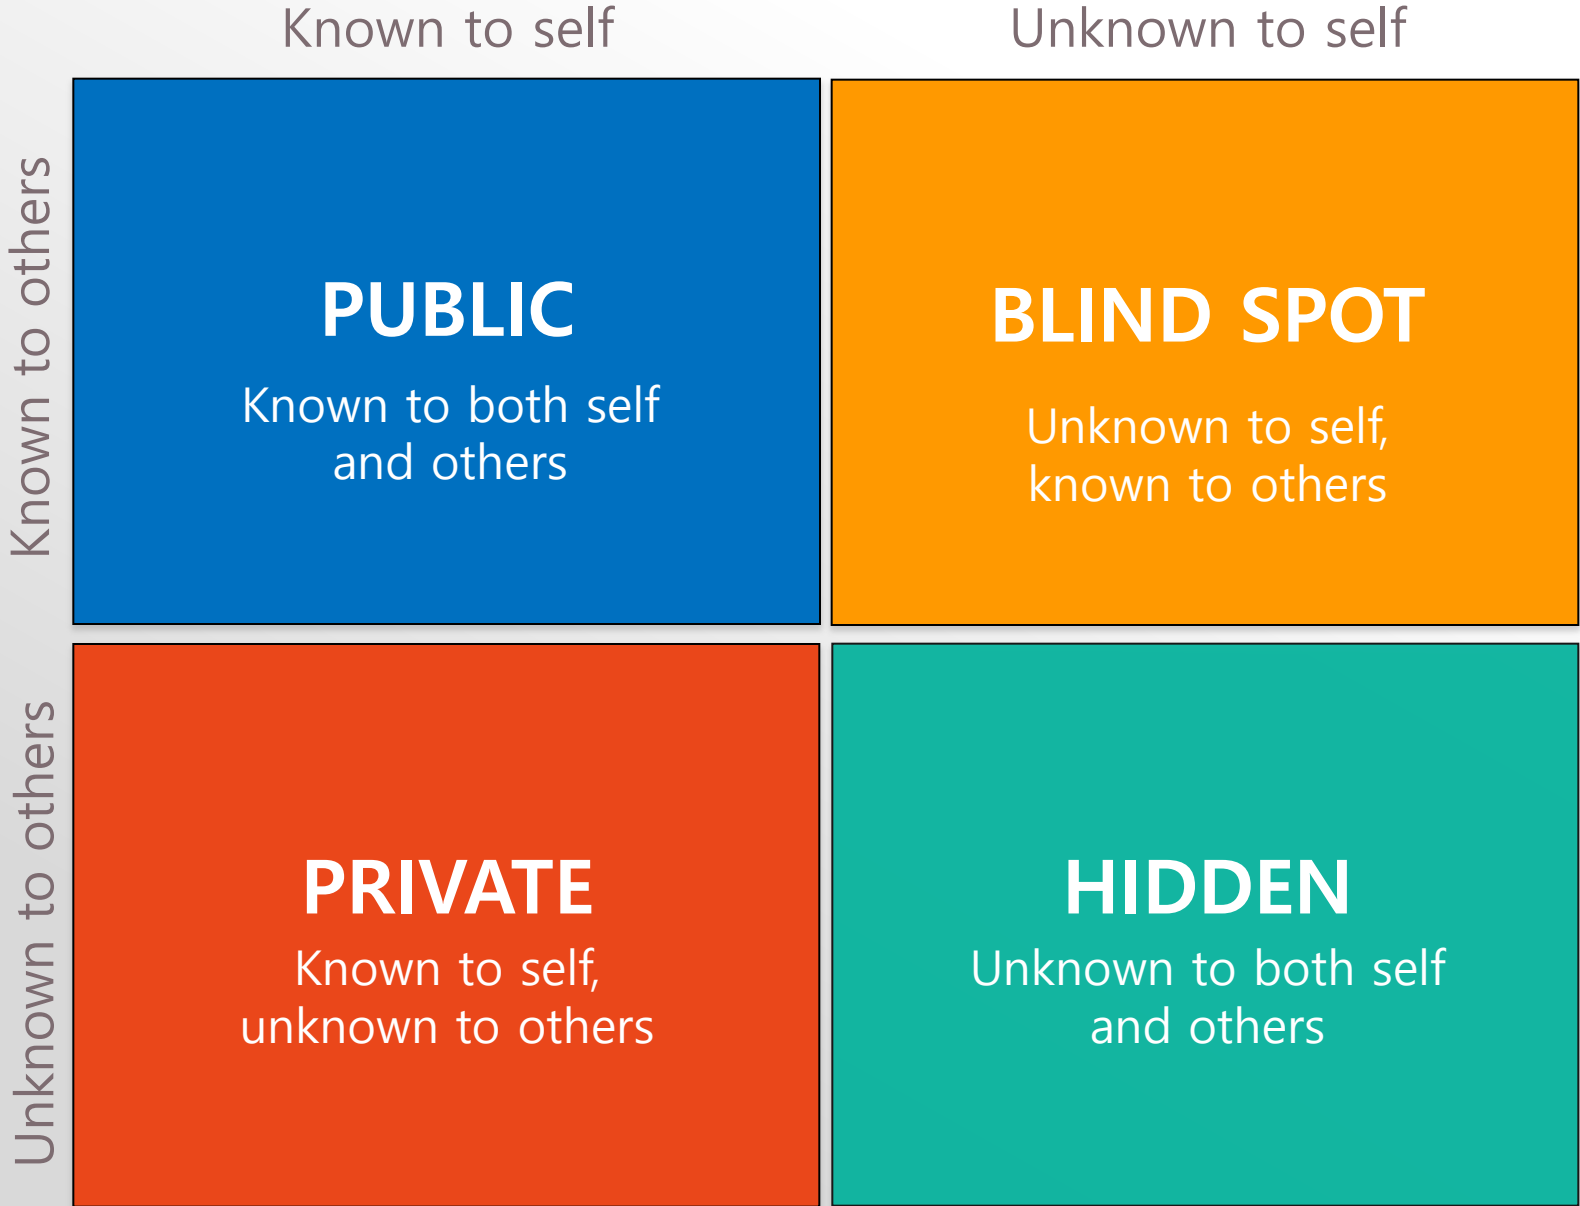 Known to self
Unknown to self
Known to others
PUBLIC
Known to both self
and others
BLIND SPOT
Unknown to self,
known to others
Unknown to others
PRIVATE
Known to self,
unknown to others
HIDDEN
Unknown to both self
and others